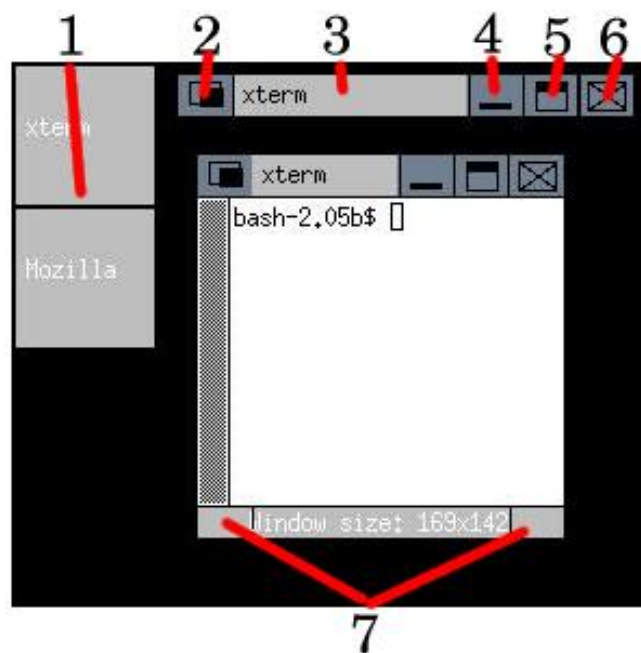 1 2 3 4 5 6
xterm
xterm
xterm
Mozilla
bash-2.05b$
Window size: 169x142
7